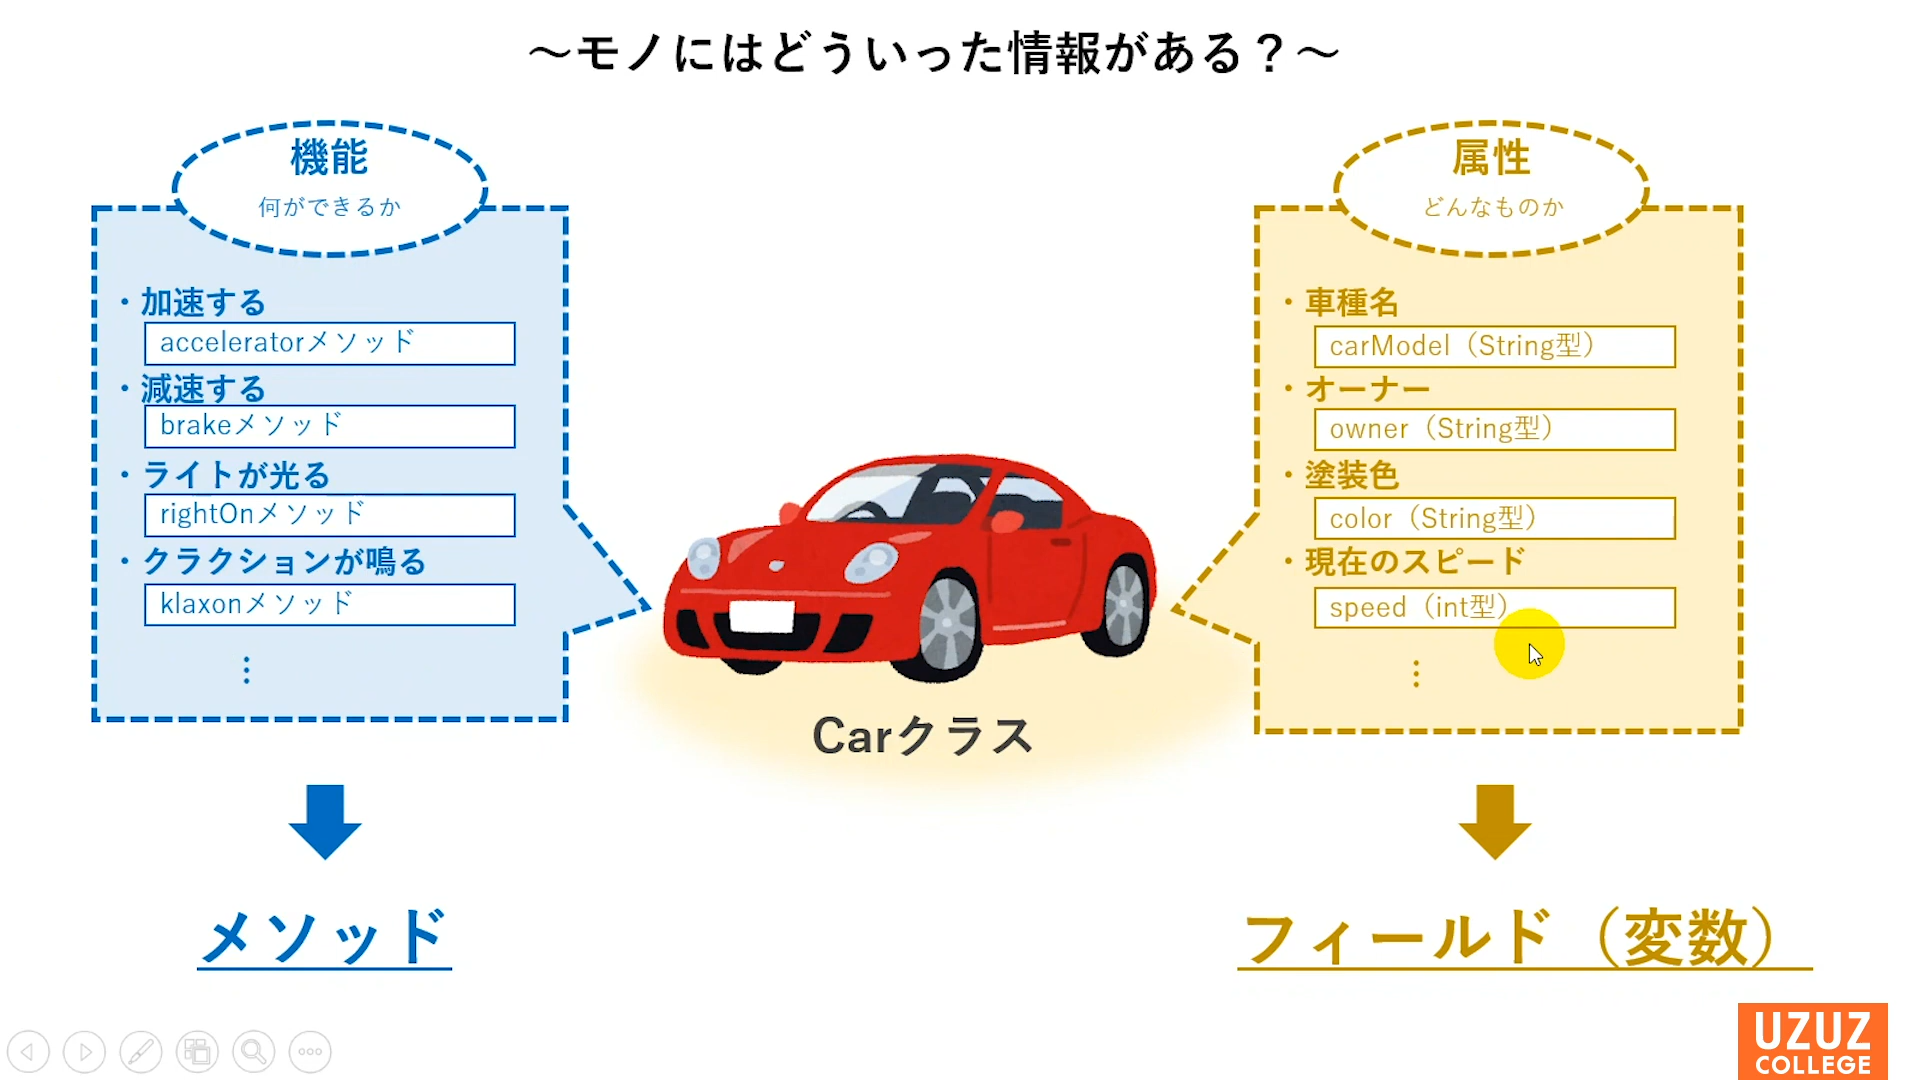 ～モノにはどういった情報がある？～
機能
何ができるか
・加速する
acceleratorメソッド
・減速する
brakeメソッド
・ライトが光る
rightOnメソッド
・クラクションが鳴る
klaxonメソッド
⋮
メソッド
Carクラス
属性
どんなものか
・車種名
carModel（String型）
・オーナー
owner（String型）
・塗装色
color（String型）
・現在のスピード
speed（int型）
⋮
フィールド（変数）
UZUZ
COLLEGE